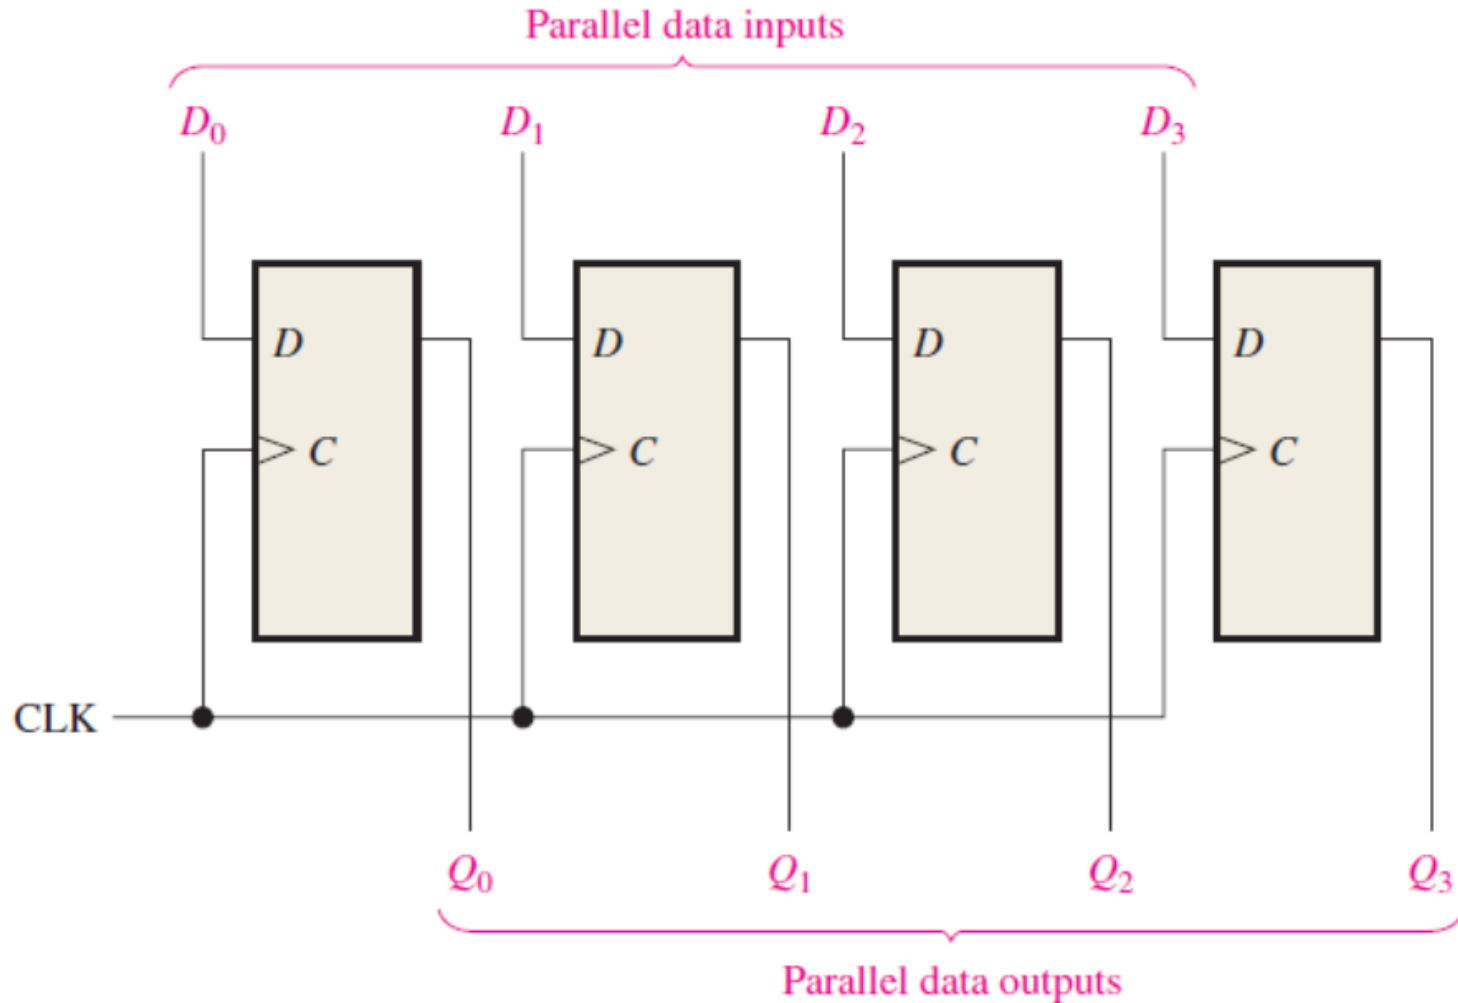 Parallel data inputs
D₀ D₁ D₂ D₃
D D D D
C C C C
CLK
Q₀ Q₁ Q₂ Q₃
Parallel data outputs